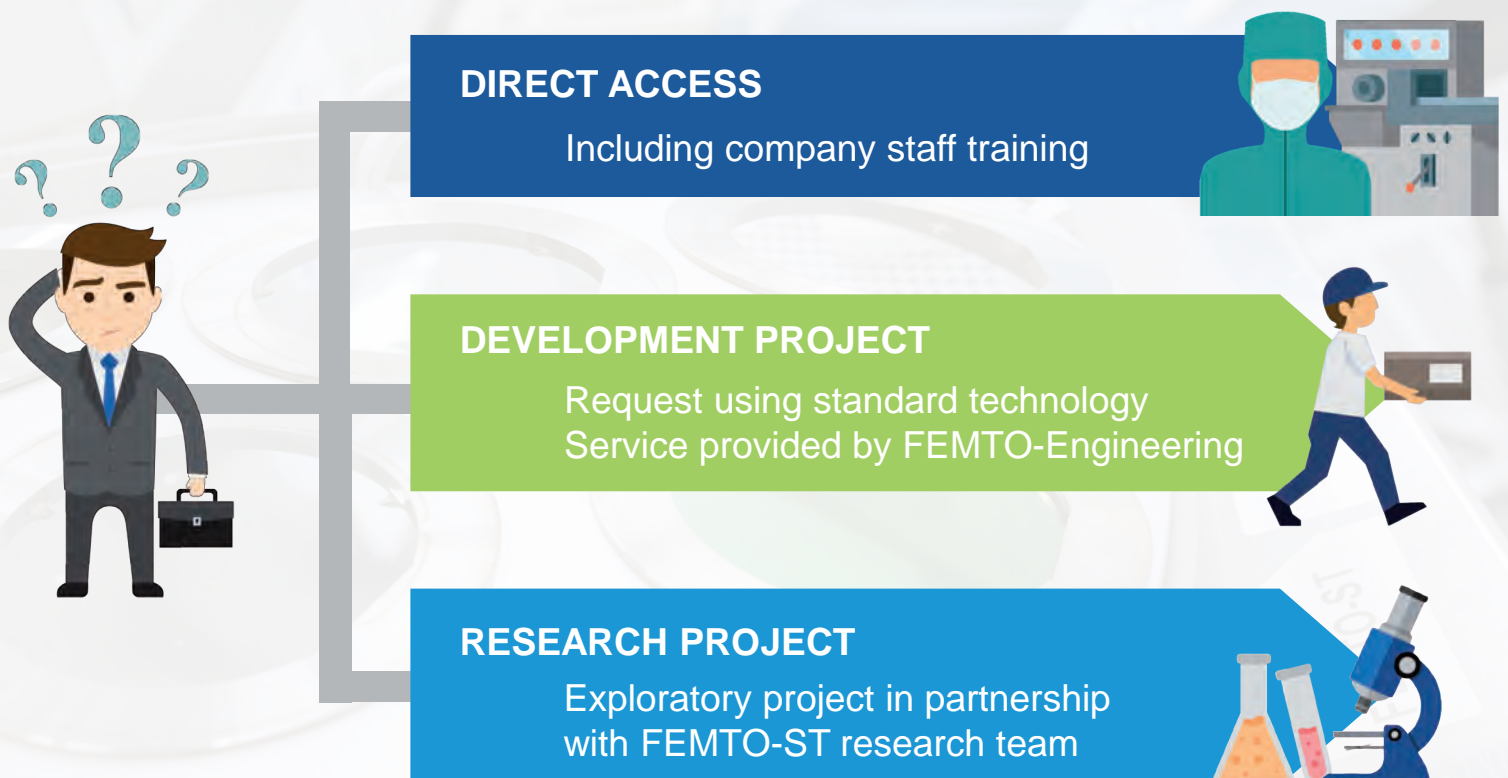 ? ? ?
DIRECT ACCESS
Including company staff training
DEVELOPMENT PROJECT
Request using standard technology
Service provided by FEMTO-Engineering
RESEARCH PROJECT
Exploratory project in partnership
with FEMTO-ST research team